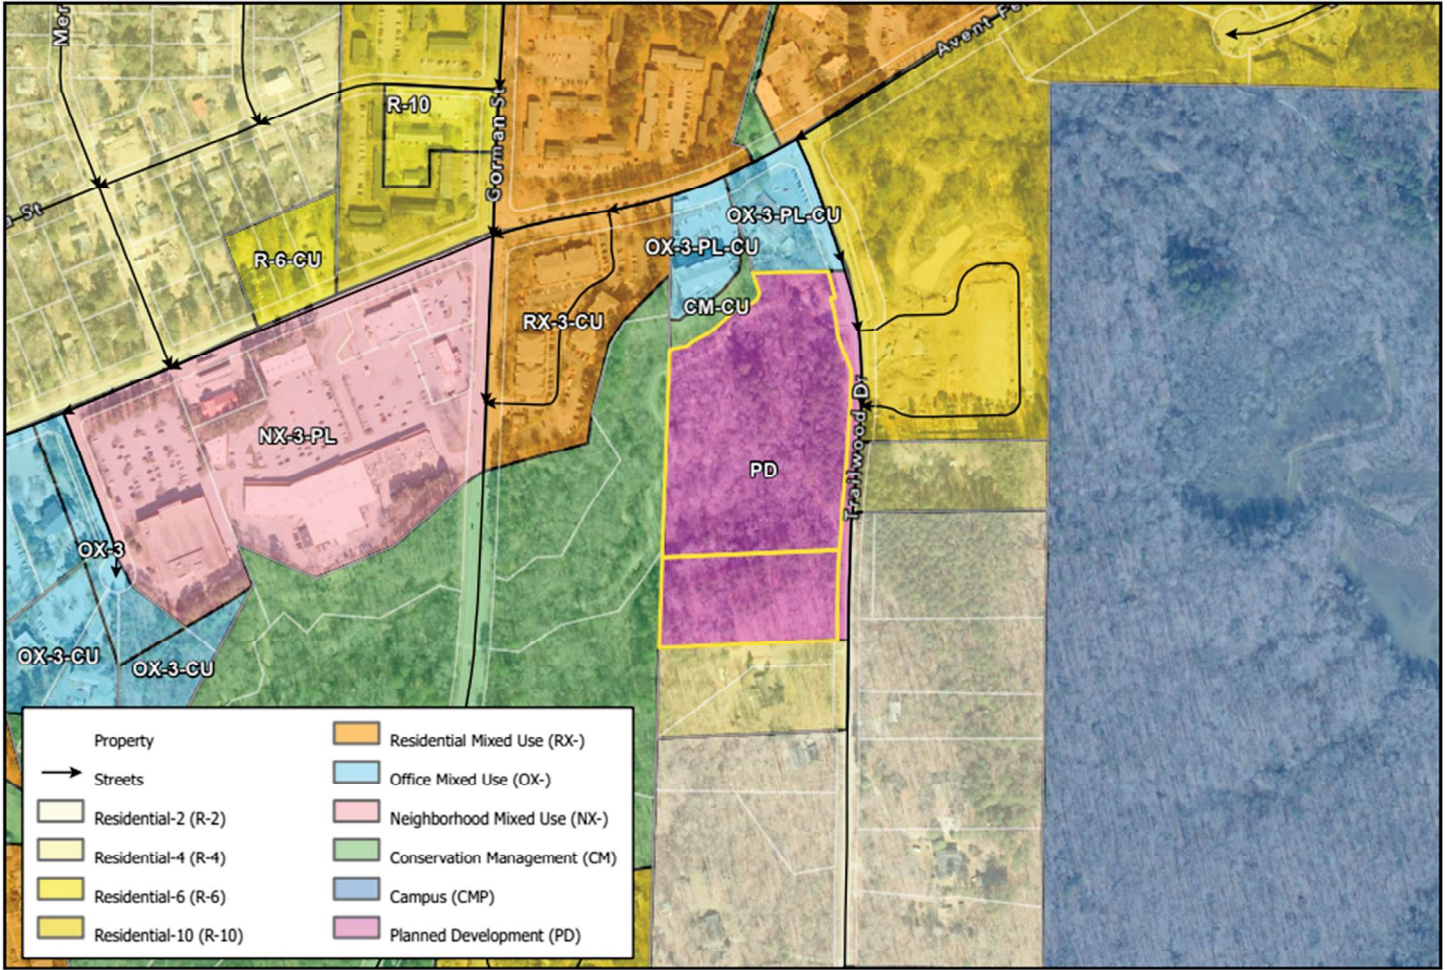 Mer
Avent Fe
R-10
Gorman St
St
OX-3-PL-CU
OX-3-PL-CU
R-6-CU
CM-CU
RX-3-CU
Trailwood Dr
NX-3-PL
PD
OX-3
OX-3-CU
OX-3-CU
Property
Streets
Residential-2 (R-2)
Residential-4 (R-4)
Residential-6 (R-6)
Residential-10 (R-10)
Residential Mixed Use (RX-)
Office Mixed Use (OX-)
Neighborhood Mixed Use (NX-)
Conservation Management (CM)
Campus (CMP)
Planned Development (PD)